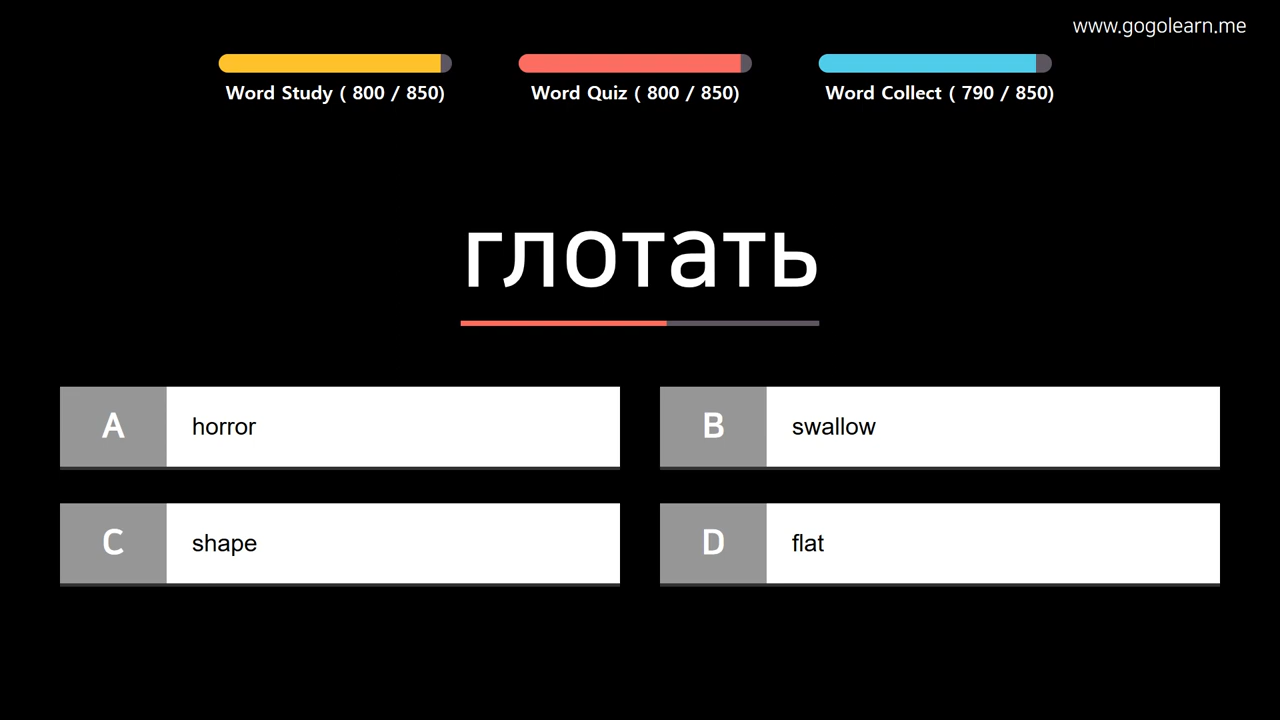 www.gogolearn.me
Word Study ( 800 / 850)
Word Quiz ( 800 / 850)
Word Collect ( 790 / 850)
глотать
A horror
B swallow
C shape
D flat